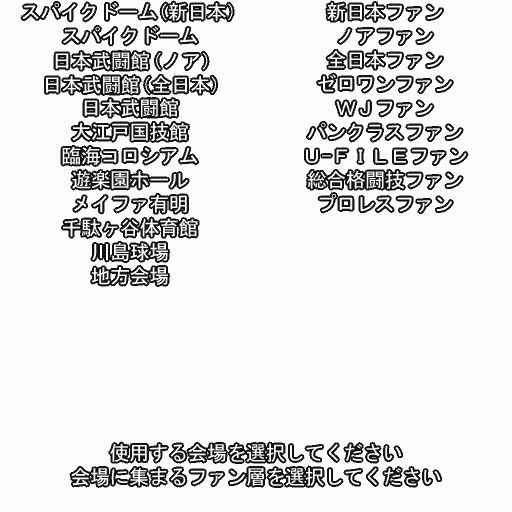 スパイクドーム(新日本)
スパイクドーム
日本武闘館(ノア)
日本武闘館(全日本)
日本武闘館
大江戸国技館
臨海コロシアム
遊楽園ホール
メイファ有明
千駄ヶ谷体育館
川島球場
地方会場
新日本ファン
ノアファン
全日本ファン
ゼロワンファン
ＷＪファン
パンクラスファン
Ｕ−ＦＩＬＥファン
総合格闘技ファン
プロレスファン
使用する会場を選択してください
会場に集まるファン層を選択してください